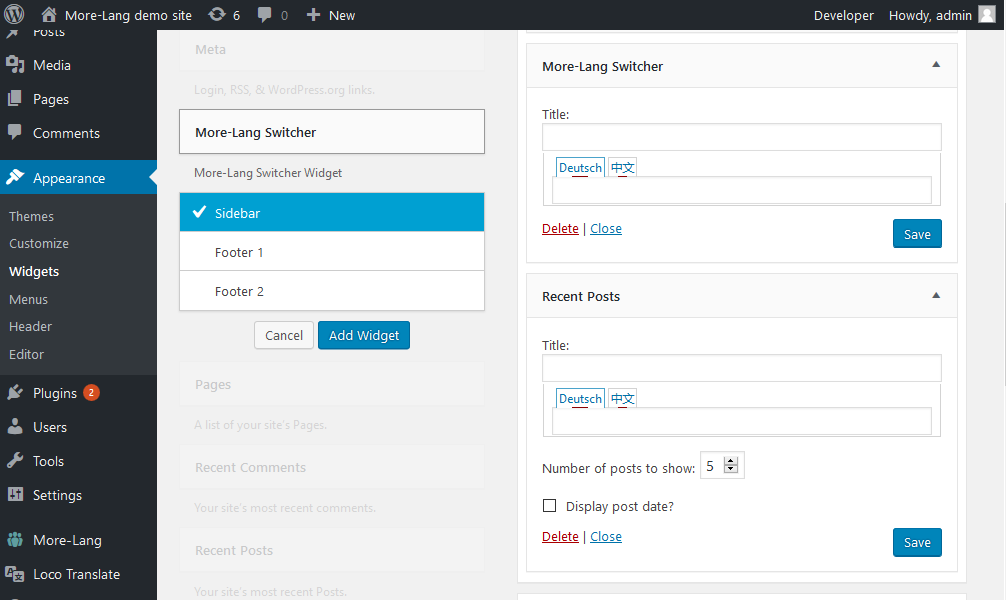 More-Lang demo site
6
0
New
Developer
Howdy, admin
Posts
Media
Pages
Comments
Appearance
Themes
Customize
Widgets
Menus
Header
Editor
Plugins 2
Users
Tools
Settings
More-Lang
Loco Translate
Meta
Login, RSS, & WordPress.org links.
More-Lang Switcher
More-Lang Switcher Widget
Sidebar
Footer 1
Footer 2
Cancel
Add Widget
Pages
A list of your site's Pages.
Recent Comments
Your site's most recent comments.
Recent Posts
Your site's most recent Posts.
More-Lang Switcher
Title:
Deutsch 中文
Delete | Close
Save
Recent Posts
Title:
Deutsch 中文
Number of posts to show: 5
Display post date?
Delete | Close
Save